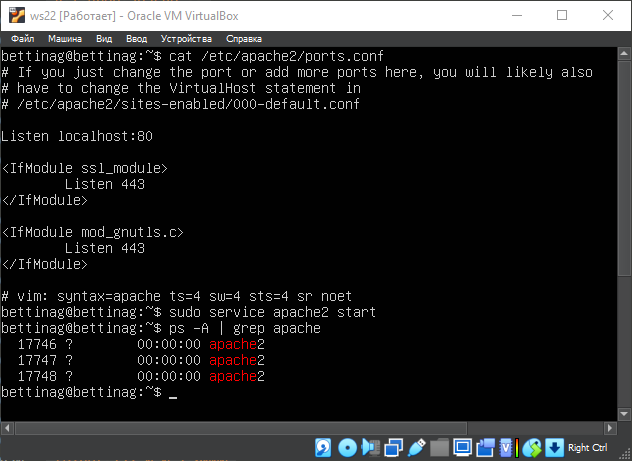 ws22 [Работает] - Oracle VM VirtualBox
Файл Машина Вид Ввод Устройства Справка
bettinag@bettinag:~$ cat /etc/apache2/ports.conf
# If you just change the port or add more ports here, you will likely also
# have to change the VirtualHost statement in
# /etc/apache2/sites-enabled/000-default.conf

Listen localhost:80

<IfModule ssl_module>
        Listen 443
</IfModule>

<IfModule mod_gnutls.c>
        Listen 443
</IfModule>

# vim: syntax=apache ts=4 sw=4 sts=4 sr noet
bettinag@bettinag:~$ sudo service apache2 start
bettinag@bettinag:~$ ps -A | grep apache
  17746 ?        00:00:00 apache2
  17747 ?        00:00:00 apache2
  17748 ?        00:00:00 apache2
bettinag@bettinag:~$ _
Right Ctrl